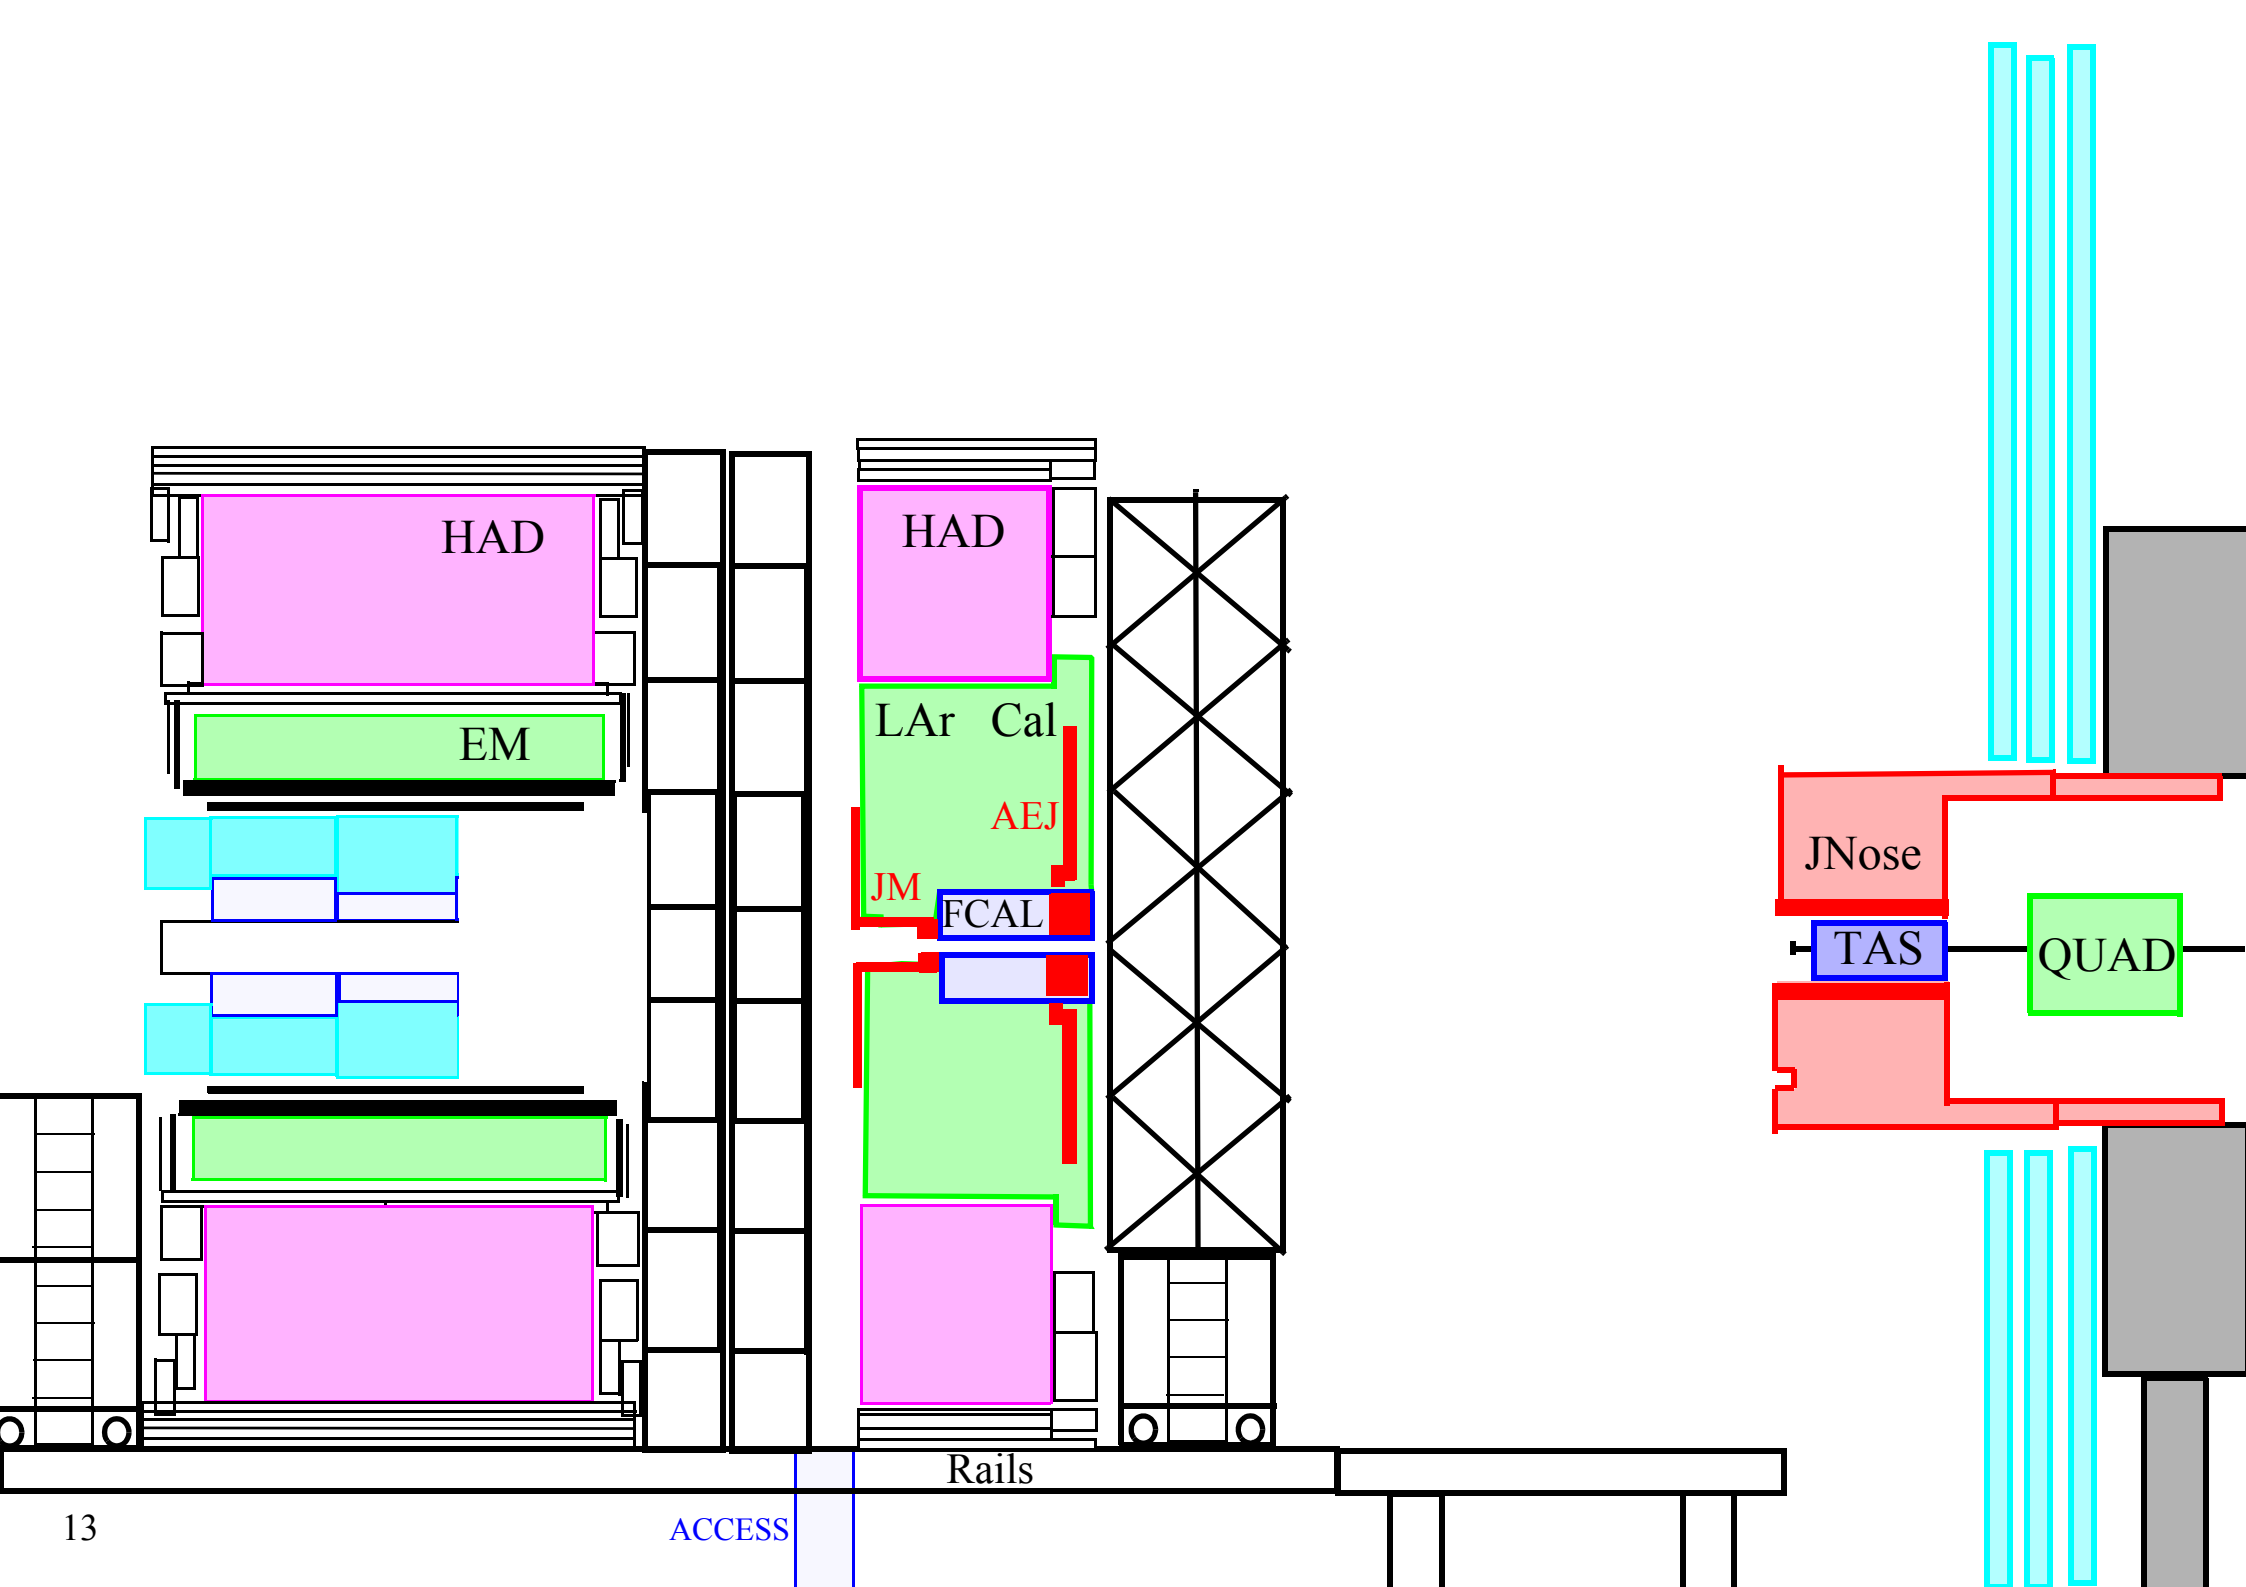 HAD
HAD
LAr Cal
EM
AEJ
JNose
JM
FCAL
TAS
QUAD
Rails
13
ACCESS